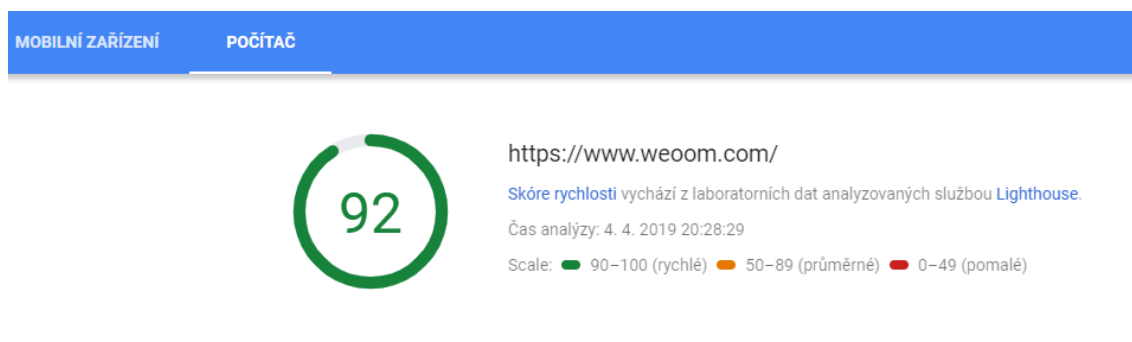 MOBILNÍ ZAŘÍZENÍ POČÍTAČ
92
https://www.weoom.com/
Skóre rychlosti vychází z laboratorních dat analyzovaných službou Lighthouse.
Čas analýzy: 4. 4. 2019 20:28:29
Scale: 90–100 (rychlé) 50–89 (průměrné) 0–49 (pomalé)